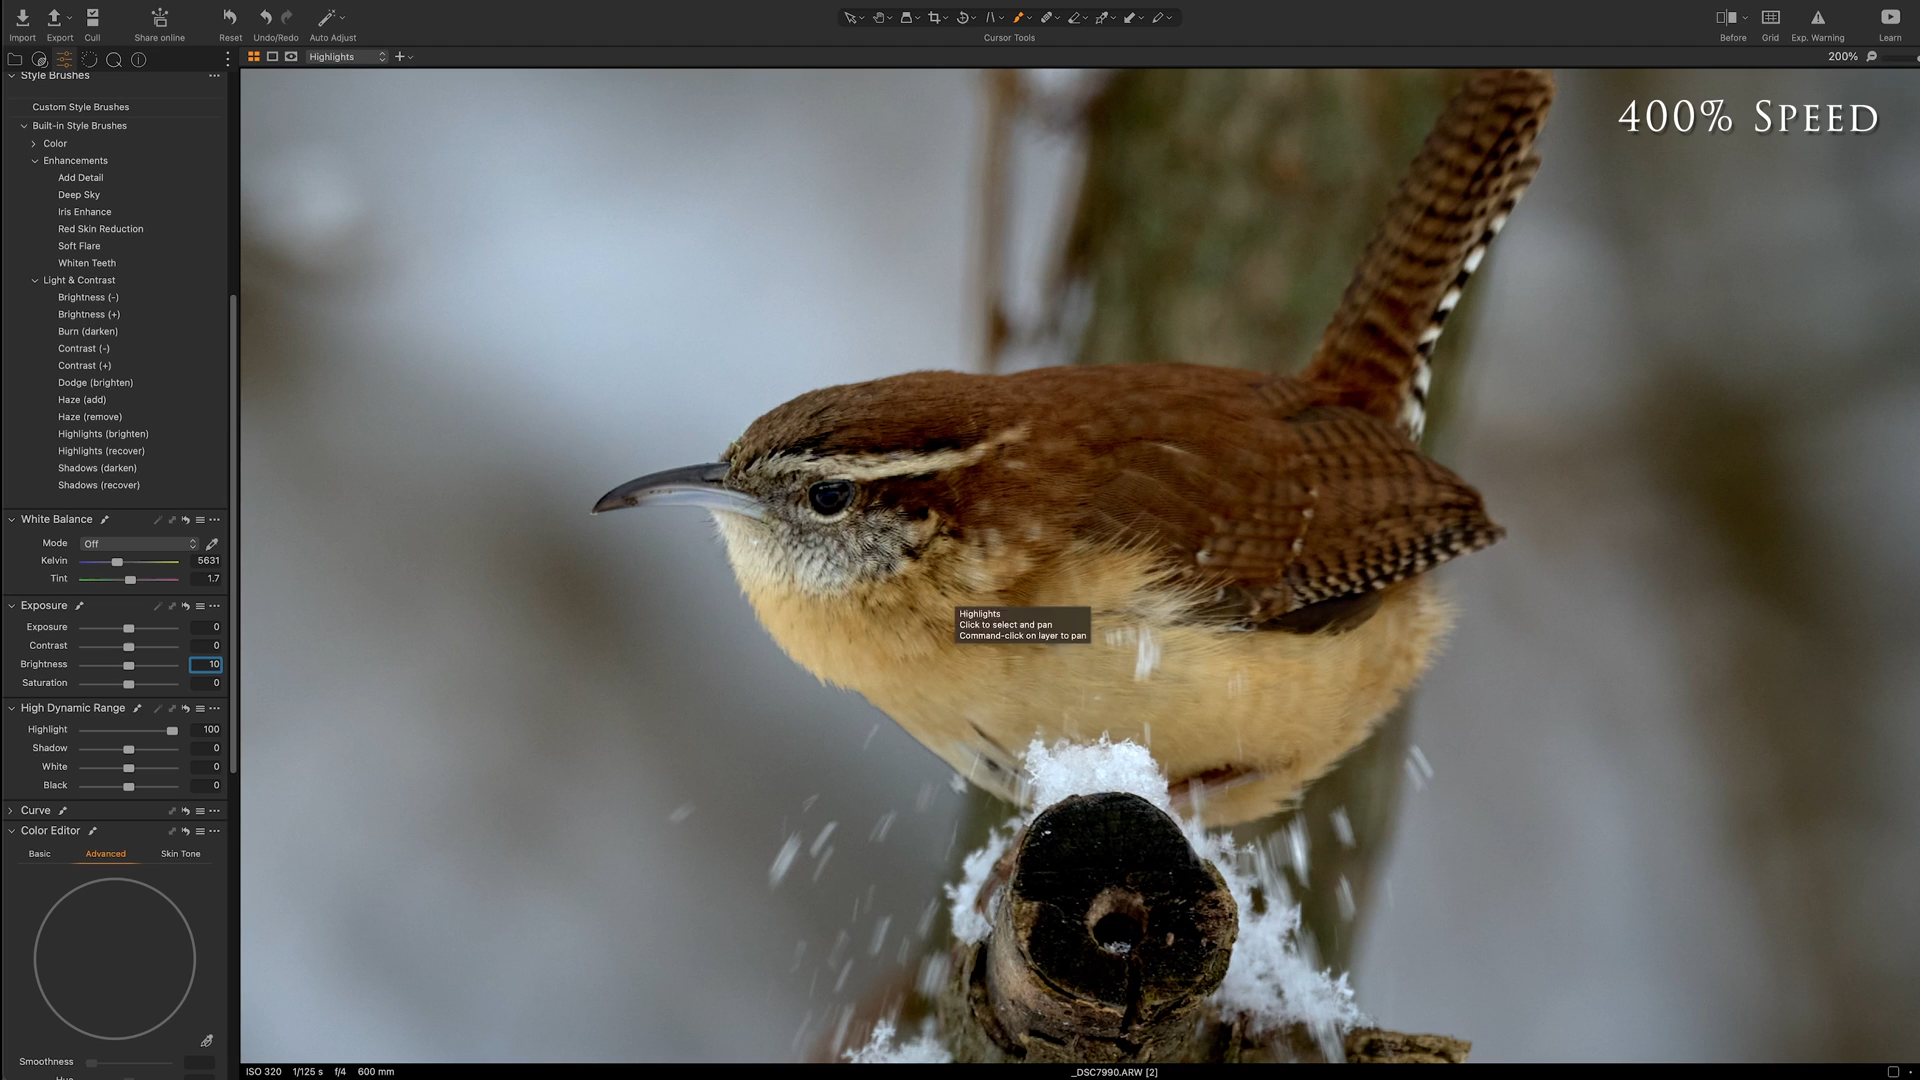 Import
Export
Cull
Share online
Reset
Undo/Redo
Auto Adjust
Cursor Tools
Before
Grid
Exp. Warning
Learn
Highlights
200%
400% Speed
Style Brushes
Custom Style Brushes
Built-in Style Brushes
Color
Enhancements
Add Detail
Deep Sky
Iris Enhance
Red Skin Reduction
Soft Flare
Whiten Teeth
Light & Contrast
Brightness (-)
Brightness (+)
Burn (darken)
Contrast (-)
Contrast (+)
Dodge (brighten)
Haze (add)
Haze (remove)
Highlights (brighten)
Highlights (recover)
Shadows (darken)
Shadows (recover)
White Balance
Mode Off
Kelvin 5631
Tint 1.7
Exposure
Exposure 0
Contrast 0
Brightness 10
Saturation 0
High Dynamic Range
Highlight 100
Shadow 0
White 0
Black 0
Curve
Color Editor
Basic Advanced Skin Tone
Smoothness
Highlights
Click to select and pan
Command-click on layer to pan
ISO 320 1/125 s f/4 600 mm
_DSC7990.ARW [2]